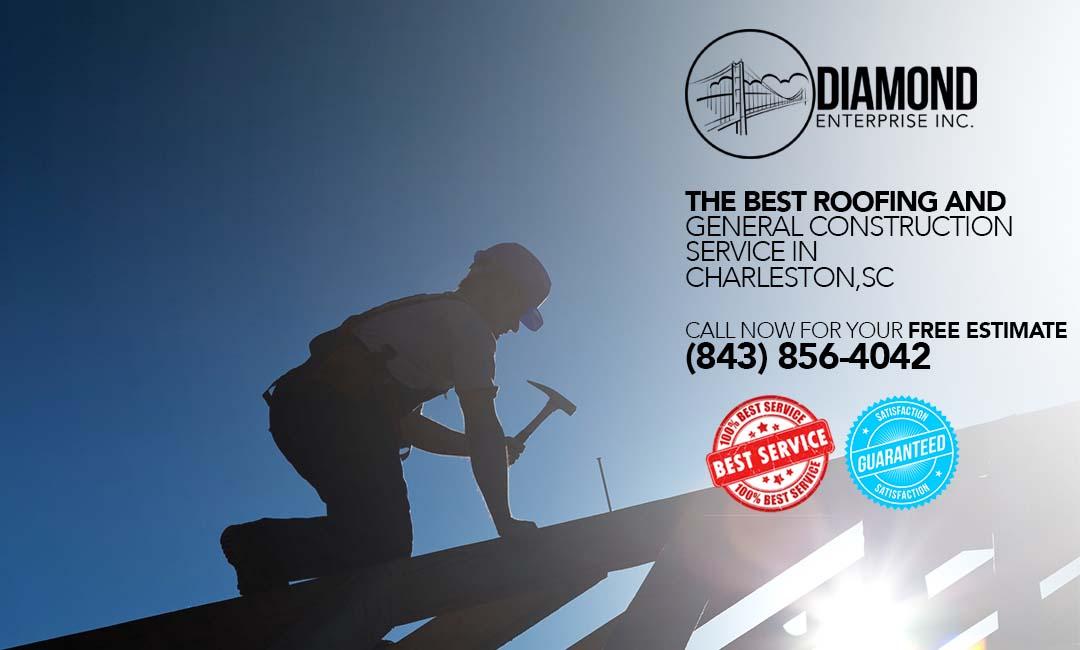 DIAMOND
ENTERPRISE INC.
THE BEST ROOFING AND
GENERAL CONSTRUCTION
SERVICE IN
CHARLESTON,SC
CALL NOW FOR YOUR FREE ESTIMATE
(843) 856-4042
100% BEST SERVICE
BEST SERVICE
100% BEST SERVICE
SATISFACTION
GUARANTEED
SATISFACTION